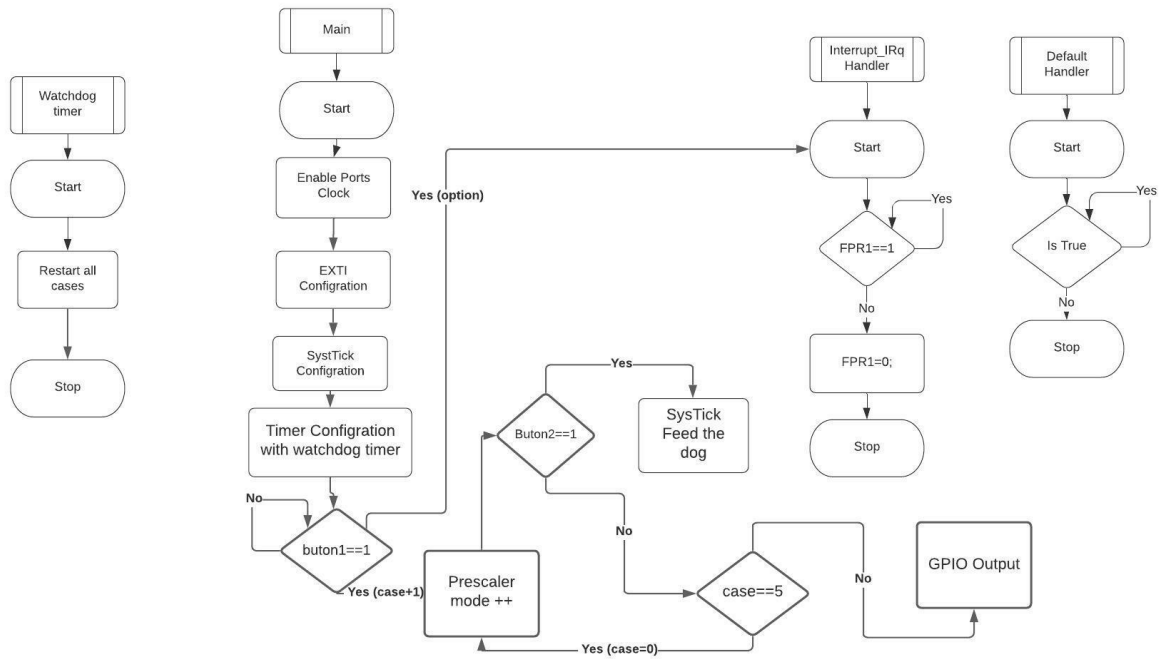 Watchdog
timer
Start
Restart all
cases
Stop
Main
Start
Enable Ports
Clock
EXTI
Configration
SystTick
Configration
Timer Configration
with watchdog timer
No
buton1==1
Yes (case+1)
Yes (option)
Prescaler
mode ++
Buton2==1
Yes
SysTick
Feed the
dog
No
case==5
Yes (case=0)
No
GPIO Output
Interrupt_IRq
Handler
Start
Yes
FPR1==1
No
FPR1=0;
Stop
Default
Handler
Start
Yes
Is True
No
Stop